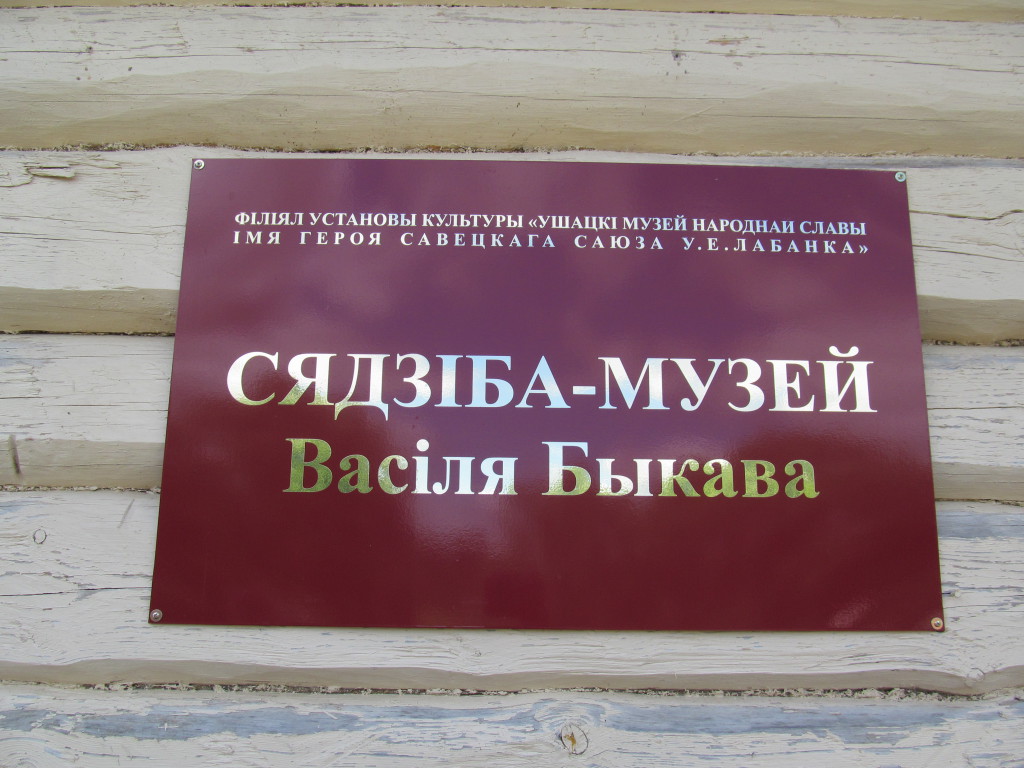 ФІЛІЯЛ УСТАНОВЫ КУЛЬТУРЫ «УШАЦКІ МУЗЕЙ НАРОДНАЙ СЛАВЫ
ІМЯ ГЕРОЯ САВЕЦКАГА САЮЗА У.Е.ЛАБАНКА»
СЯДЗІБА-МУЗЕЙ
Васіля Быкава